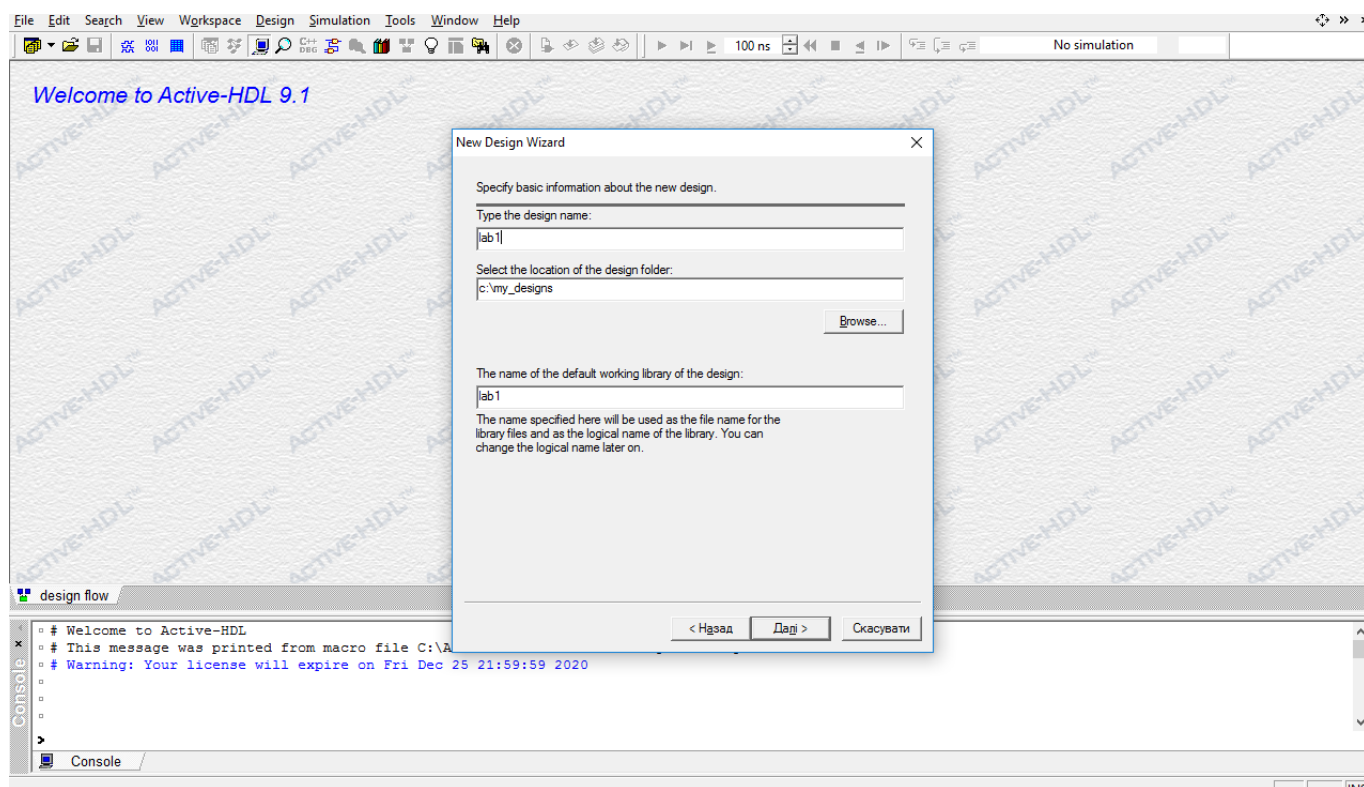 File Edit Search View Workspace Design Simulation Tools Window Help
C++ DBG 100 ns No simulation
Welcome to Active-HDL 9.1
New Design Wizard
Specify basic information about the new design.
Type the design name:
lab1
Select the location of the design folder:
c:\my_designs
Browse...
The name of the default working library of the design:
lab1
The name specified here will be used as the file name for the
library files and as the logical name of the library. You can
change the logical name later on.
< Назад Далі > Скасувати
design flow
# Welcome to Active-HDL
# This message was printed from macro file C:\A
# Warning: Your license will expire on Fri Dec 25 21:59:59 2020
>
Console
Console
ACTIVE-HDL™